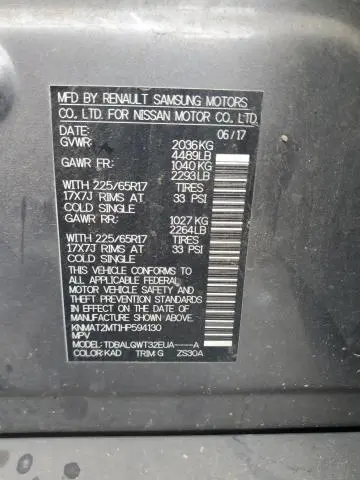 MFD BY RENAULT SAMSUNG MOTORS
CO. LTD. FOR NISSAN MOTOR CO., LTD.
DATE: 06/17
GVWR: 2036KG
4489LB
GAWR FR: 1040KG
2293LB
WITH 225/65R17 TIRES
17X7J RIMS AT 33 PSI
COLD SINGLE
GAWR RR: 1027KG
2264LB
WITH 225/65R17 TIRES
17X7J RIMS AT 33 PSI
COLD SINGLE
THIS VEHICLE CONFORMS TO
ALL APPLICABLE FEDERAL
MOTOR VEHICLE SAFETY AND
THEFT PREVENTION STANDARDS
IN EFFECT ON THE DATE OF
MANUFACTURE SHOWN ABOVE.
KNMAT2MT1HP594130
MPV
MODEL: TDBALGWT32EUA----A
COLOR:KAD TRIM:G ZS30A